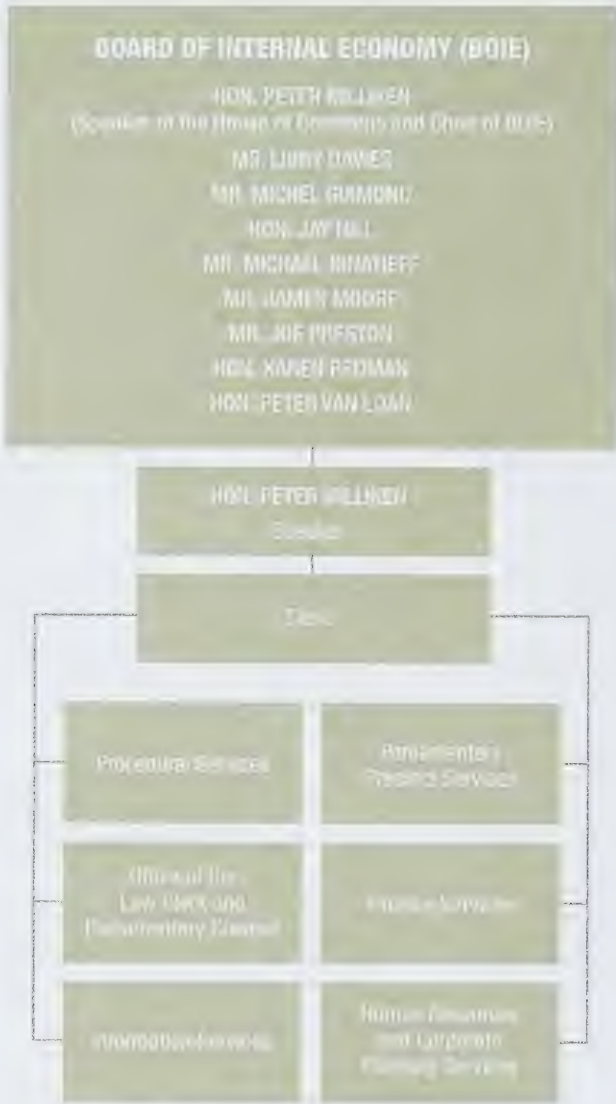 BOARD OF INTERNAL ECONOMY (BOIE)
HON. PETER MILLIKEN
(Speaker of the House of Commons and Chair of BOIE)
MS. LIBBY DAVIES
MR. MICHEL GUIMOND
HON. JAY HILL
MR. MICHAEL IGNATIEFF
MR. JAMES MOORE
MR. JOE PRESTON
HON. KAREN REDMAN
HON. PETER VAN LOAN
HON. PETER MILLIKEN
Speaker
Clerk
Procedural Services
Parliamentary
Precinct Services
Office of the
Law Clerk and
Parliamentary Counsel
Finance Services
Information Services
Human Resources
and Corporate
Planning Services